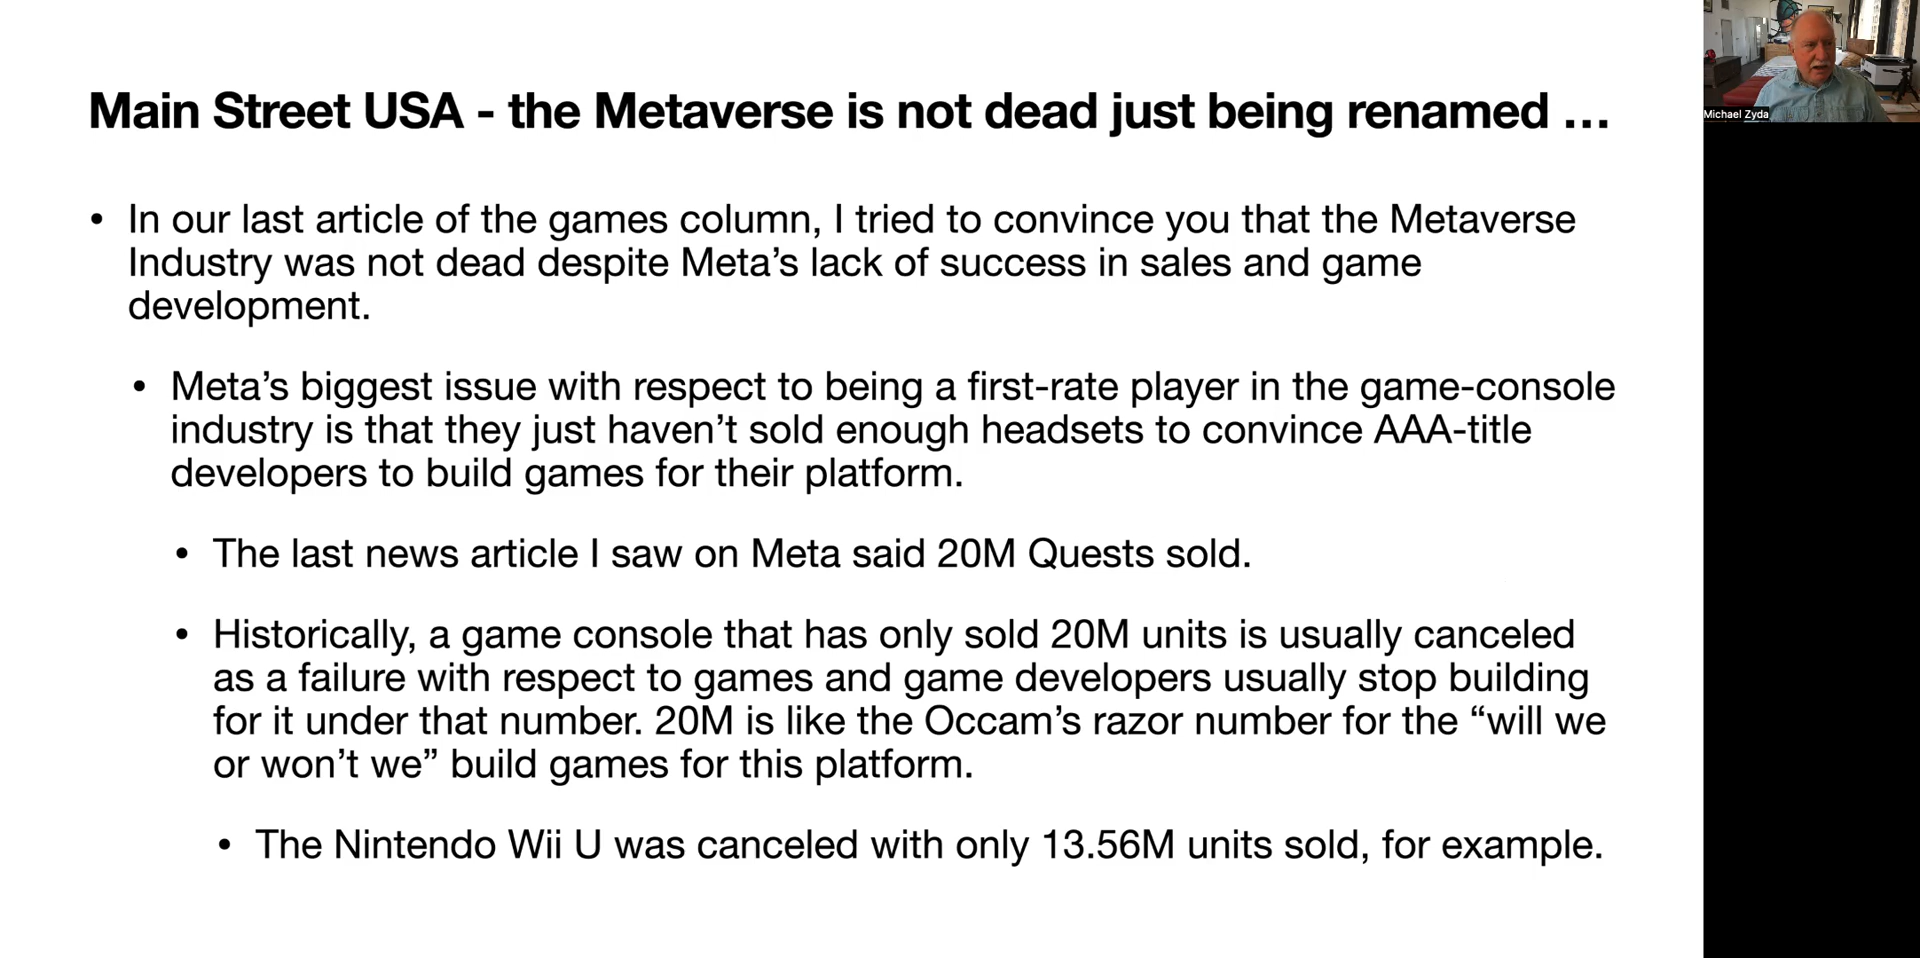 Main Street USA - the Metaverse is not dead just being renamed …
• In our last article of the games column, I tried to convince you that the Metaverse
Industry was not dead despite Meta’s lack of success in sales and game
development.
• Meta’s biggest issue with respect to being a first-rate player in the game-console
industry is that they just haven’t sold enough headsets to convince AAA-title
developers to build games for their platform.
• The last news article I saw on Meta said 20M Quests sold.
• Historically, a game console that has only sold 20M units is usually canceled
as a failure with respect to games and game developers usually stop building
for it under that number. 20M is like the Occam’s razor number for the “will we
or won’t we” build games for this platform.
• The Nintendo Wii U was canceled with only 13.56M units sold, for example.
Michael Zyda